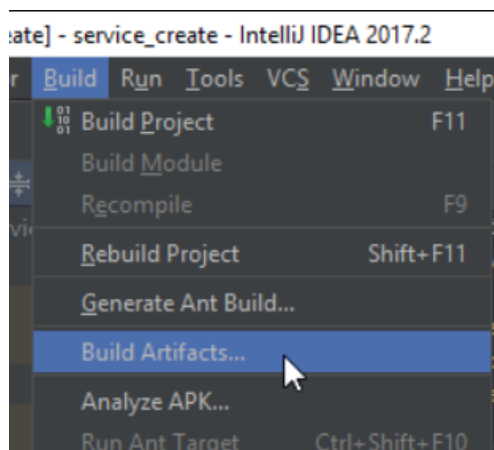 ate] - service_create - IntelliJ IDEA 2017.2
r Build Run Tools VCS Window Help
Build Project F11
Build Module
Recompile F9
Rebuild Project Shift+F11
Generate Ant Build...
Build Artifacts...
Analyze APK...
Run Ant Target Ctrl+Shift+F10